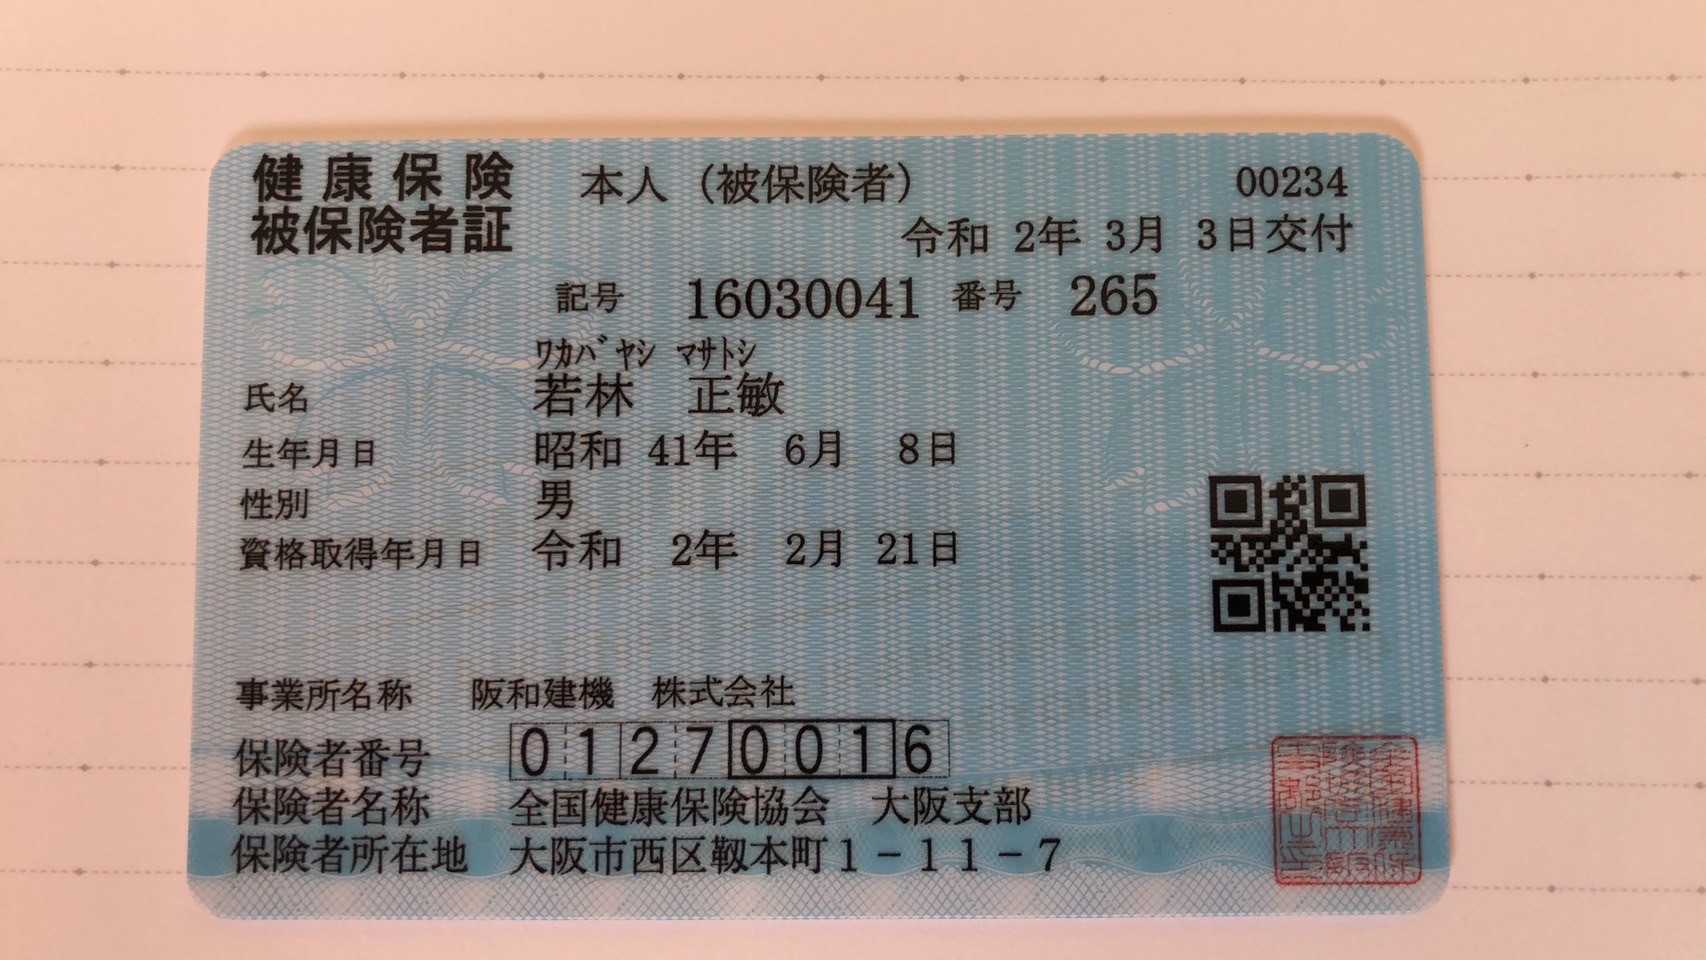 健康保険 本人（被保険者） 00234
被保険者証 令和 2年 3月 3日交付
記号 16030041 番号 265
ﾜｶﾊﾞﾔｼ ﾏｻﾄｼ
氏名 若林 正敏
生年月日 昭和 41年 6月 8日
性別 男
資格取得年月日 令和 2年 2月 21日
事業所名称 阪和建機 株式会社
保険者番号 01270016
保険者名称 全国健康保険協会 大阪支部
保険者所在地 大阪市西区靱本町１－１１－７